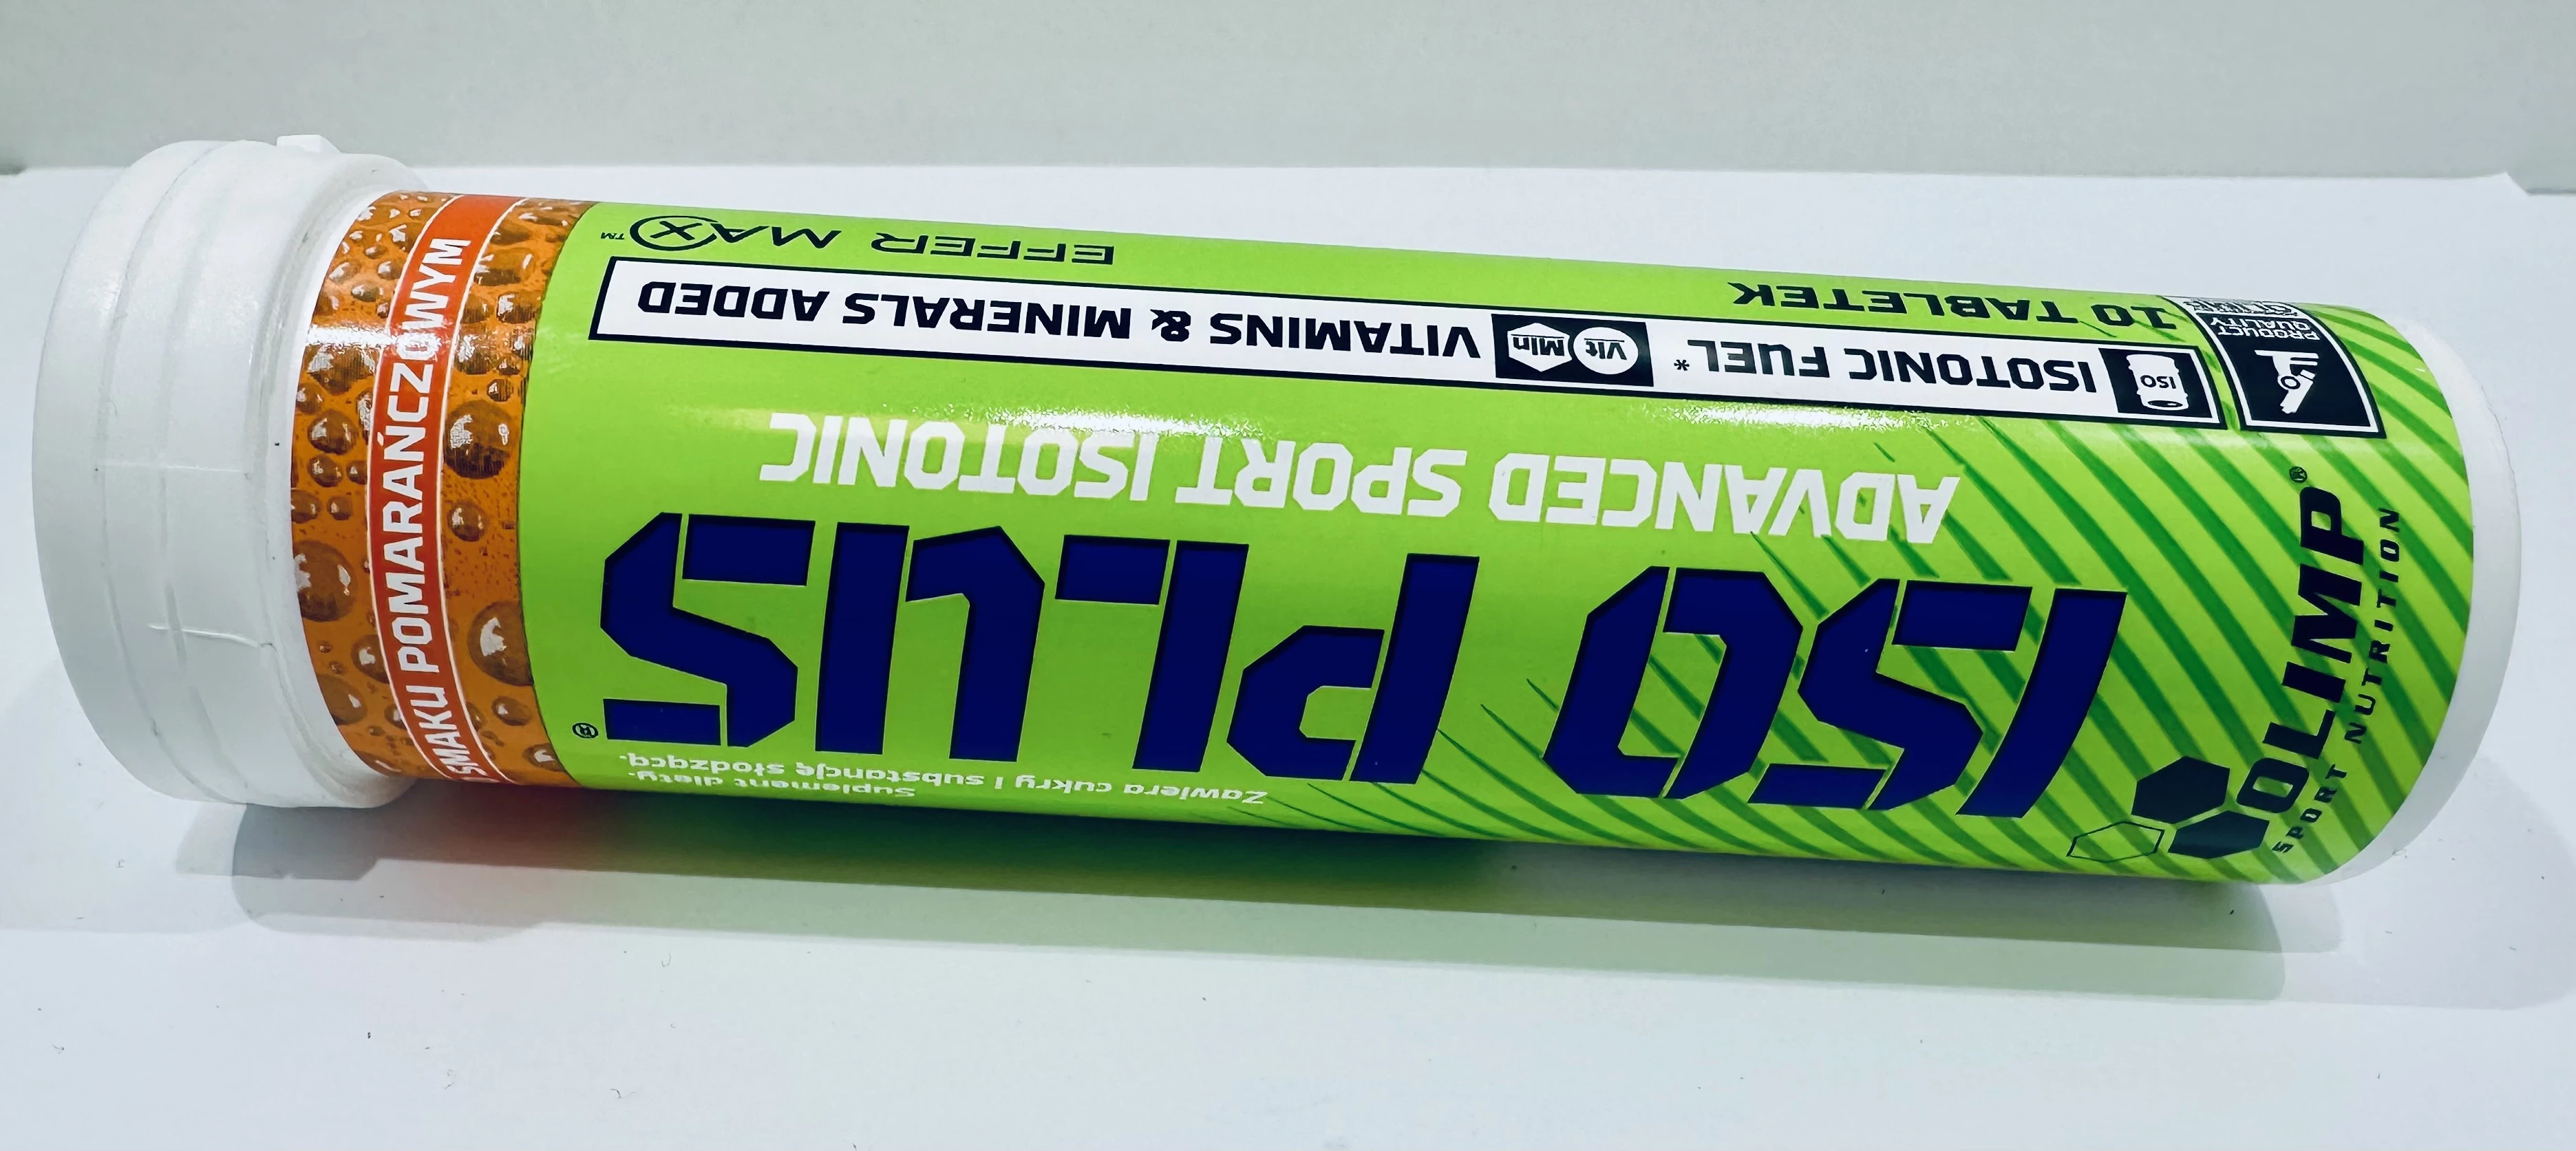 OLIMP®
SPORT NUTRITION
Zawiera cukry i substancję słodzącą.
Suplement diety.
ISO PLUS®
ADVANCED SPORT ISOTONIC
ISO
ISOTONIC FUEL*
Vit Min
VITAMINS & MINERALS ADDED
PRODUCT
QUALITY
10 TABLETEK
EFFER MAX™
SMAKU POMARAŃCZOWYM